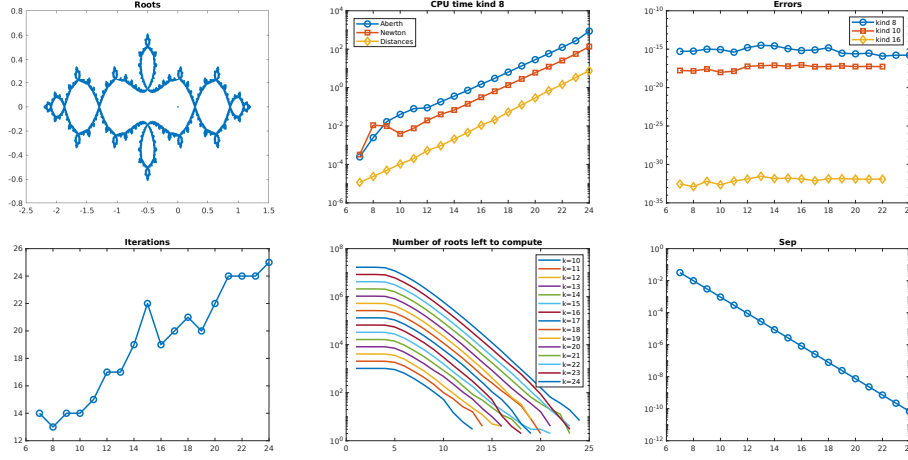 Roots
0.8
0.6
0.4
0.2
0
-0.2
-0.4
-0.6
-0.8
-2.5 -2 -1.5 -1 -0.5 0 0.5 1 1.5
CPU time kind 8
10^4
10^2
10^0
10^-2
10^-4
10^-6
Aberth
Newton
Distances
6 8 10 12 14 16 18 20 22 24
Errors
10^-10
10^-15
10^-20
10^-25
10^-30
10^-35
kind 8
kind 10
kind 16
6 8 10 12 14 16 18 20 22 2
Iterations
26
24
22
20
18
16
14
12
6 8 10 12 14 16 18 20 22 24
Number of roots left to compute
10^8
10^6
10^4
10^2
10^0
k=10
k=11
k=12
k=13
k=14
k=15
k=16
k=17
k=18
k=19
k=20
k=21
k=22
k=23
k=24
0 5 10 15 20 25
Sep
10^0
10^-2
10^-4
10^-6
10^-8
10^-10
10^-12
6 8 10 12 14 16 18 20 22 2